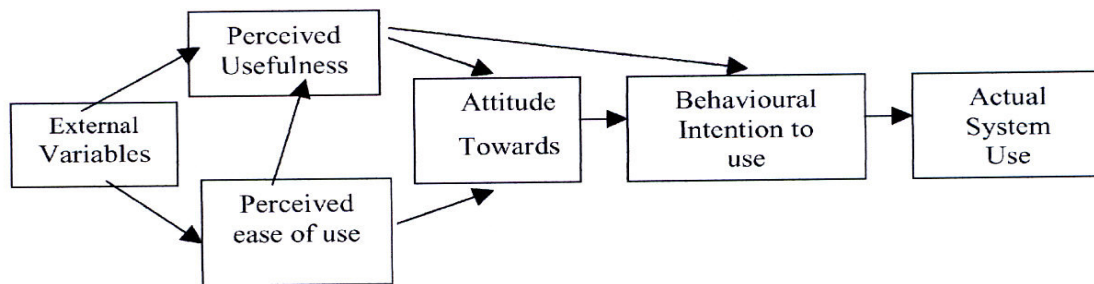 Perceived
Usefulness
External
Variables
Perceived
ease of use
Attitude
Towards
Behavioural
Intention to
use
Actual
System
Use